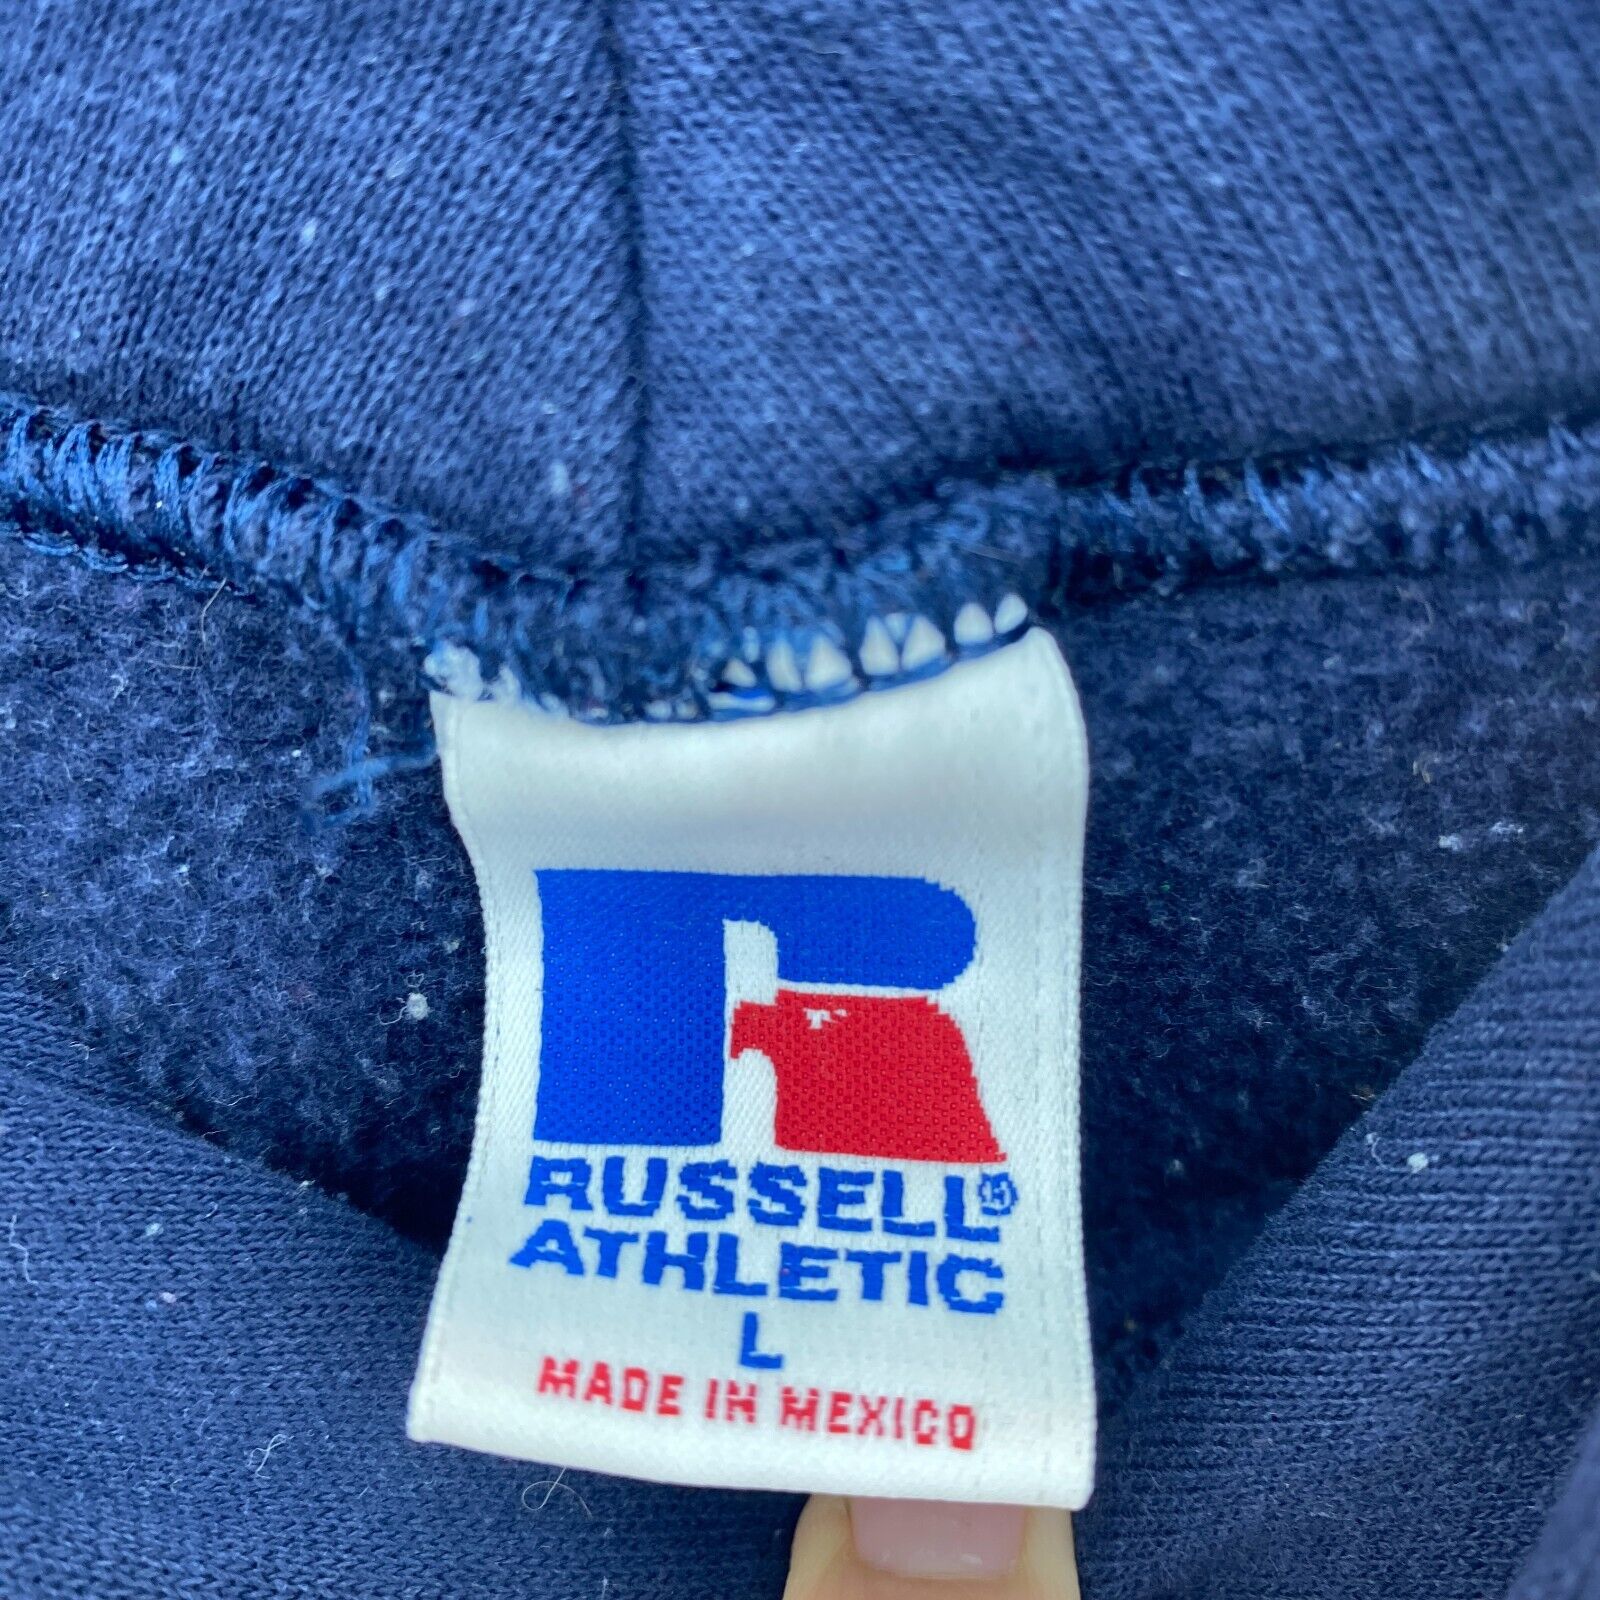 R
RUSSELL®
ATHLETIC
L
MADE IN MEXICO